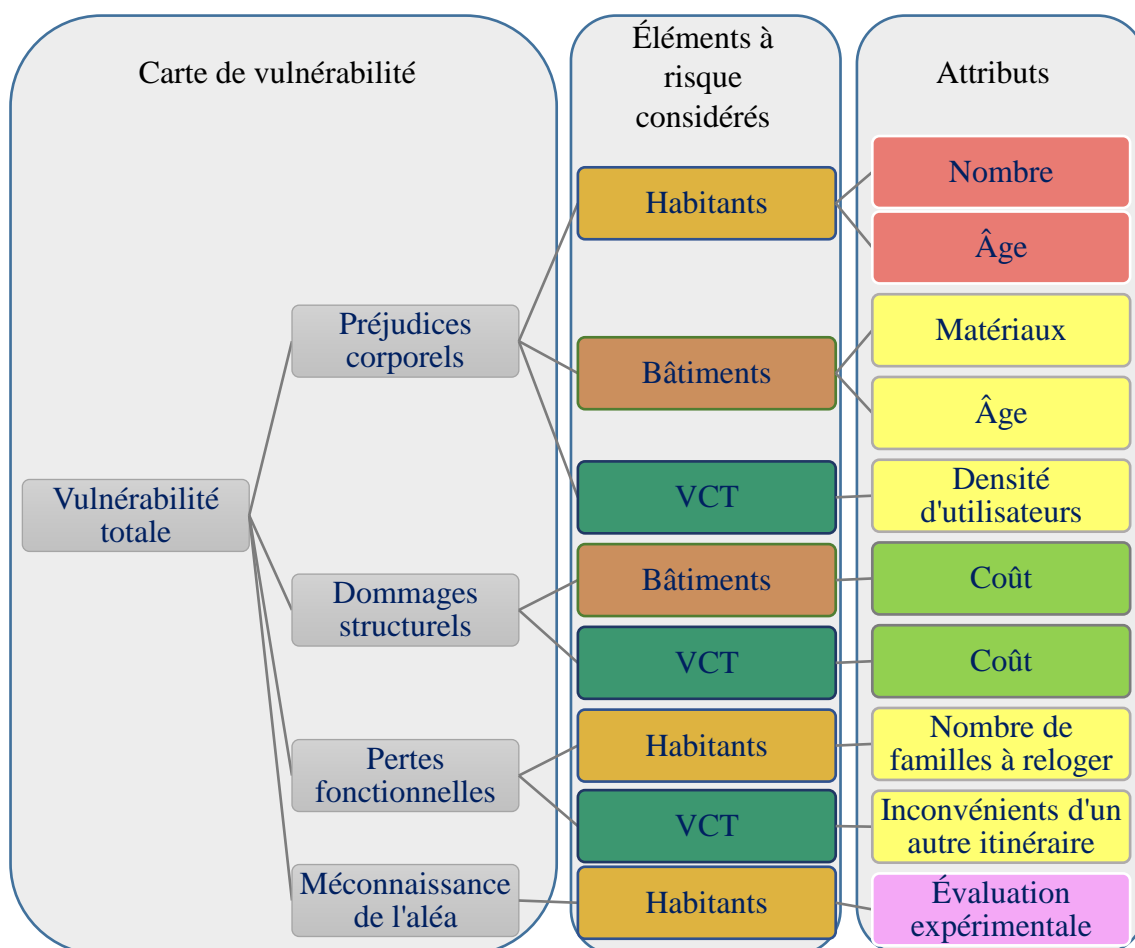 Carte de vulnérabilité
Éléments à
risque
considérés
Attributs
Vulnérabilité
totale
Préjudices
corporels
Habitants
Nombre
Âge
Bâtiments
Matériaux
Âge
VCT
Densité
d'utilisateurs
Dommages
structurels
Bâtiments
Coût
VCT
Coût
Pertes
fonctionnelles
Habitants
Nombre de
familles à reloger
VCT
Inconvénients d'un
autre itinéraire
Méconnaissance
de l'aléa
Habitants
Évaluation
expérimentale